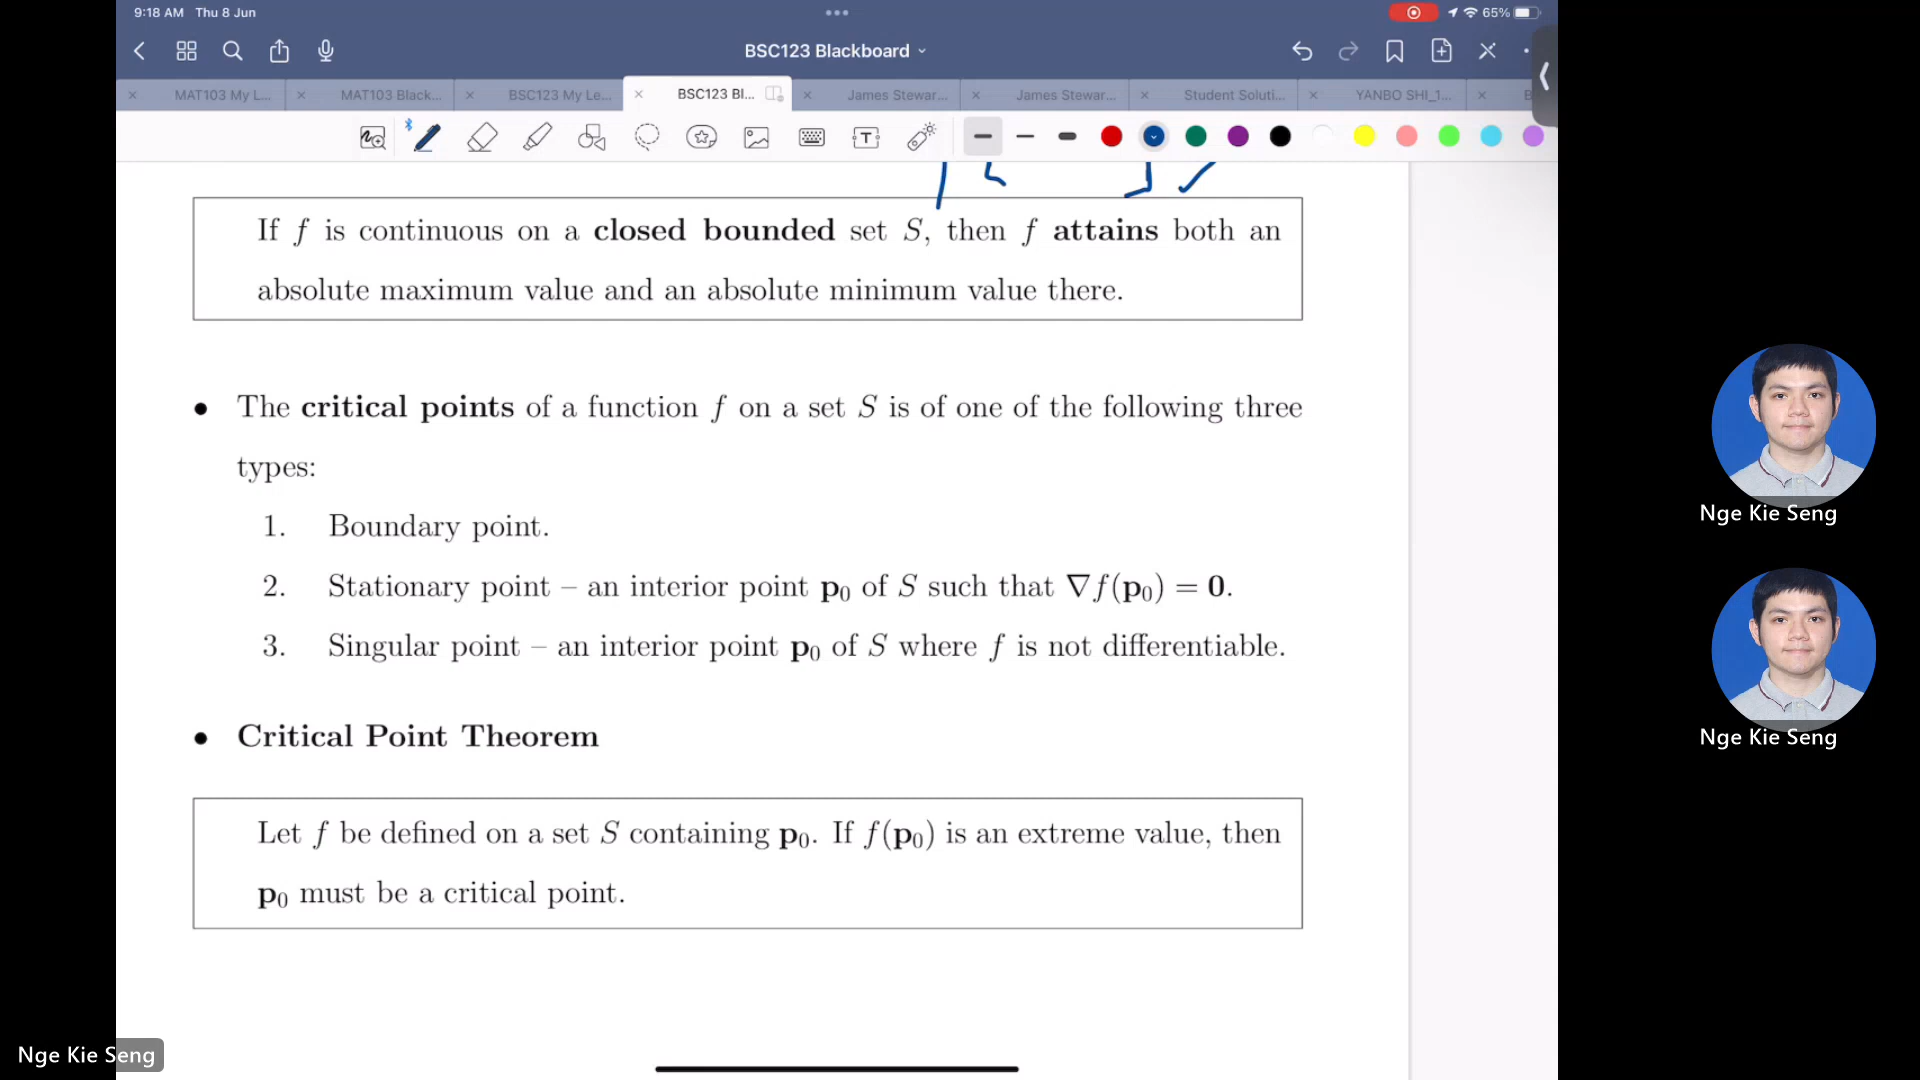 9:18 AM Thu 8 Jun
65%
BSC123 Blackboard
MAT103 My L...
MAT103 Black...
BSC123 My Le...
BSC123 Bl...
James Stewar...
James Stewar...
Student Soluti...
YANBO SHI_1...
B
If f is continuous on a closed bounded set S, then f attains both an
absolute maximum value and an absolute minimum value there.
• The critical points of a function f on a set S is of one of the following three
types:
1. Boundary point.
2. Stationary point – an interior point p₀ of S such that ∇f(p₀) = 0.
3. Singular point – an interior point p₀ of S where f is not differentiable.
• Critical Point Theorem
Let f be defined on a set S containing p₀. If f(p₀) is an extreme value, then
p₀ must be a critical point.
Nge Kie Seng
Nge Kie Seng
Nge Kie Seng